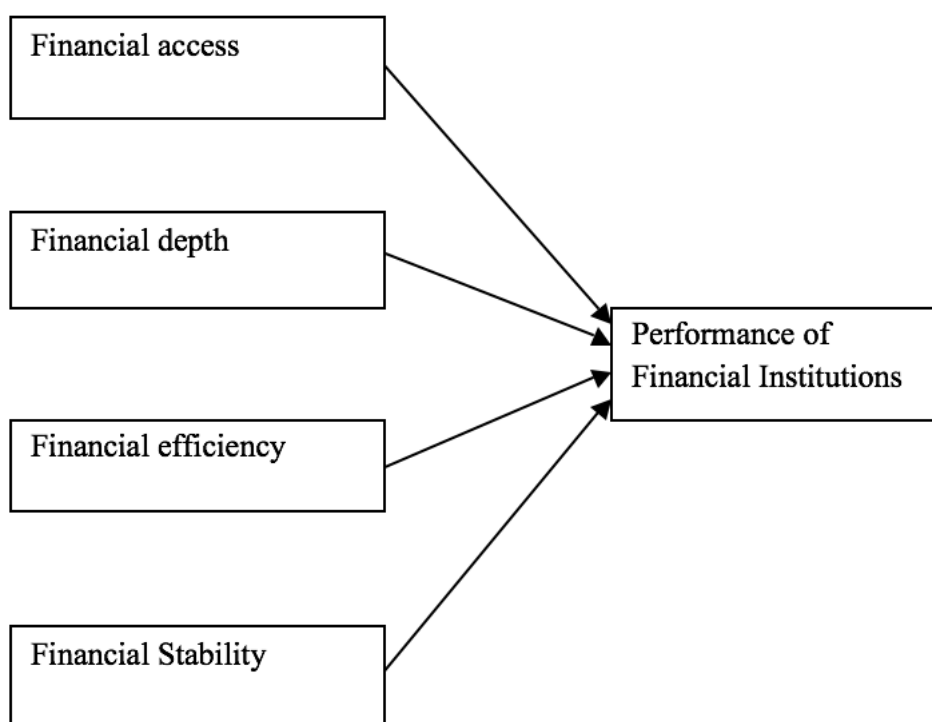 Financial access
Financial depth
Performance of
Financial Institutions
Financial efficiency
Financial Stability